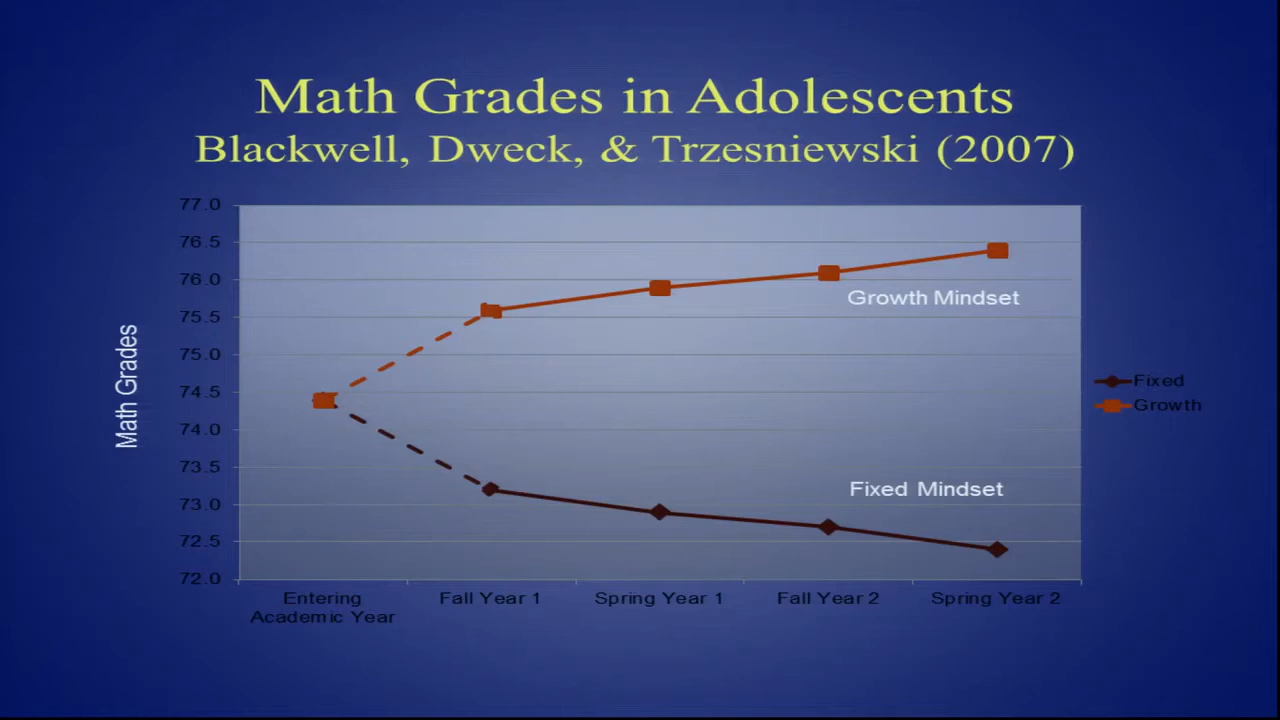 Math Grades in Adolescents
Blackwell, Dweck, & Trzesniewski (2007)
77.0
76.5
76.0
75.5
75.0
74.5
74.0
73.5
73.0
72.5
72.0
Math Grades
Growth Mindset
Fixed Mindset
Fixed
Growth
Entering
Academic Year
Fall Year 1
Spring Year 1
Fall Year 2
Spring Year 2